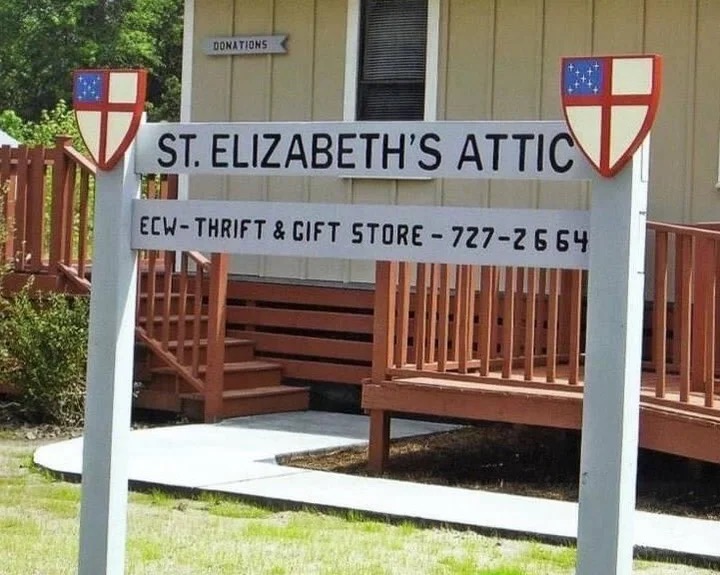 DONATIONS
ST. ELIZABETH'S ATTIC
ECW-THRIFT & GIFT STORE-727-2664